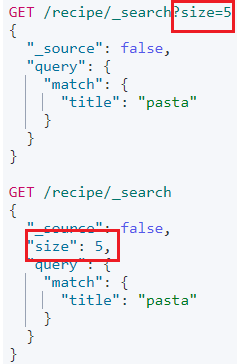 GET /recipe/_search?size=5
{
  "_source": false,
  "query": {
    "match": {
      "title": "pasta"
    }
  }
}
GET /recipe/_search
{
  "_source": false,
  "size": 5,
  "query": {
    "match": {
      "title": "pasta"
    }
  }
}